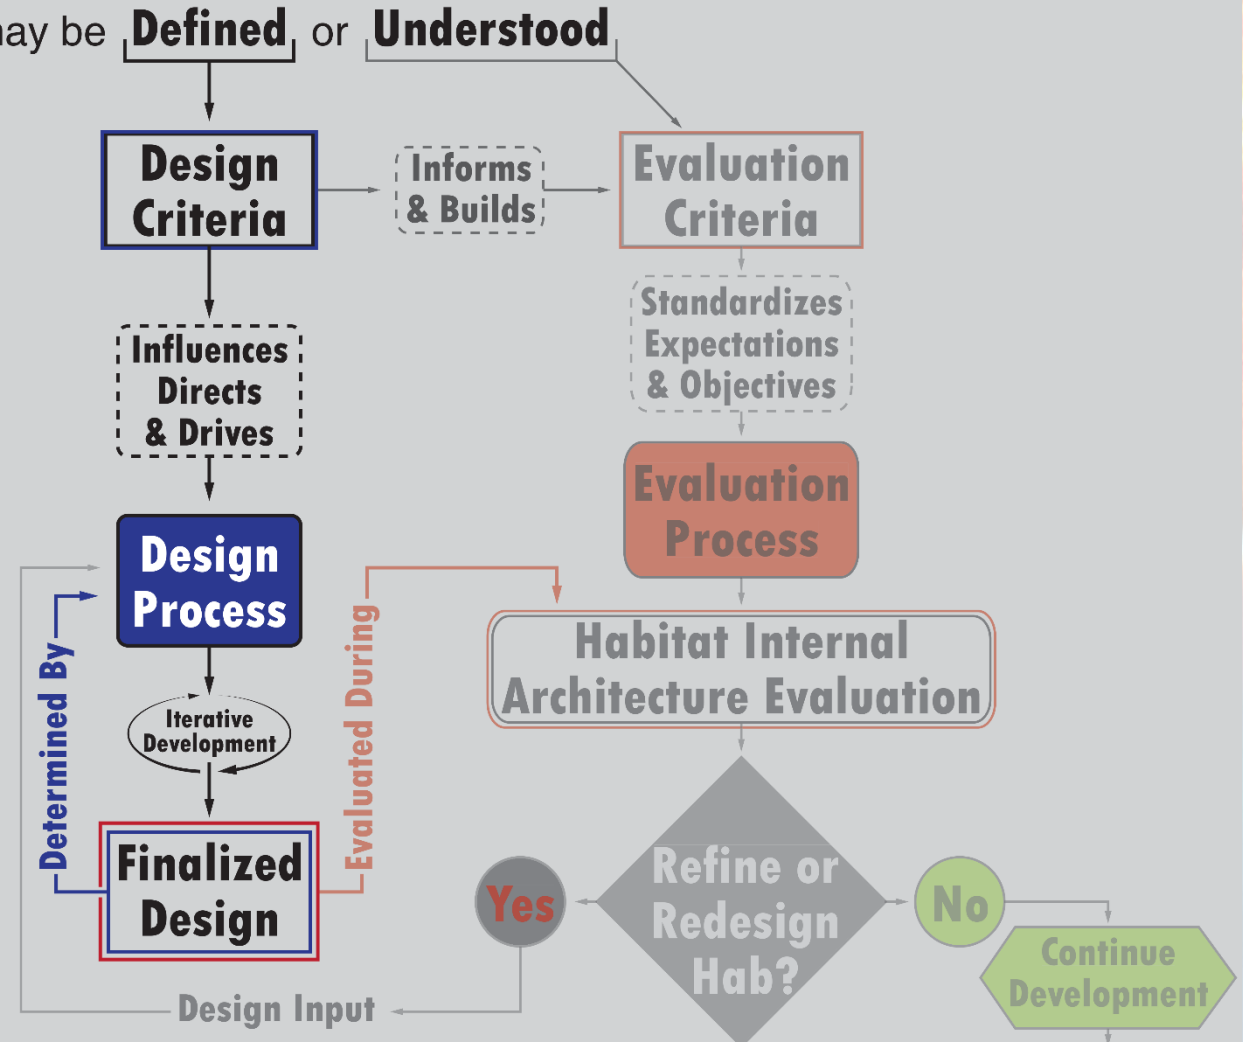 may be Defined or Understood
Design
Criteria
Informs
& Builds
Evaluation
Criteria
Influences
Directs
& Drives
Standardizes
Expectations
& Objectives
Design
Process
Evaluation
Process
Determined By
Iterative
Development
Evaluated During
Habitat Internal
Architecture Evaluation
Finalized
Design
Refine or
Redesign
Hab?
Yes
No
Continue
Development
Design Input